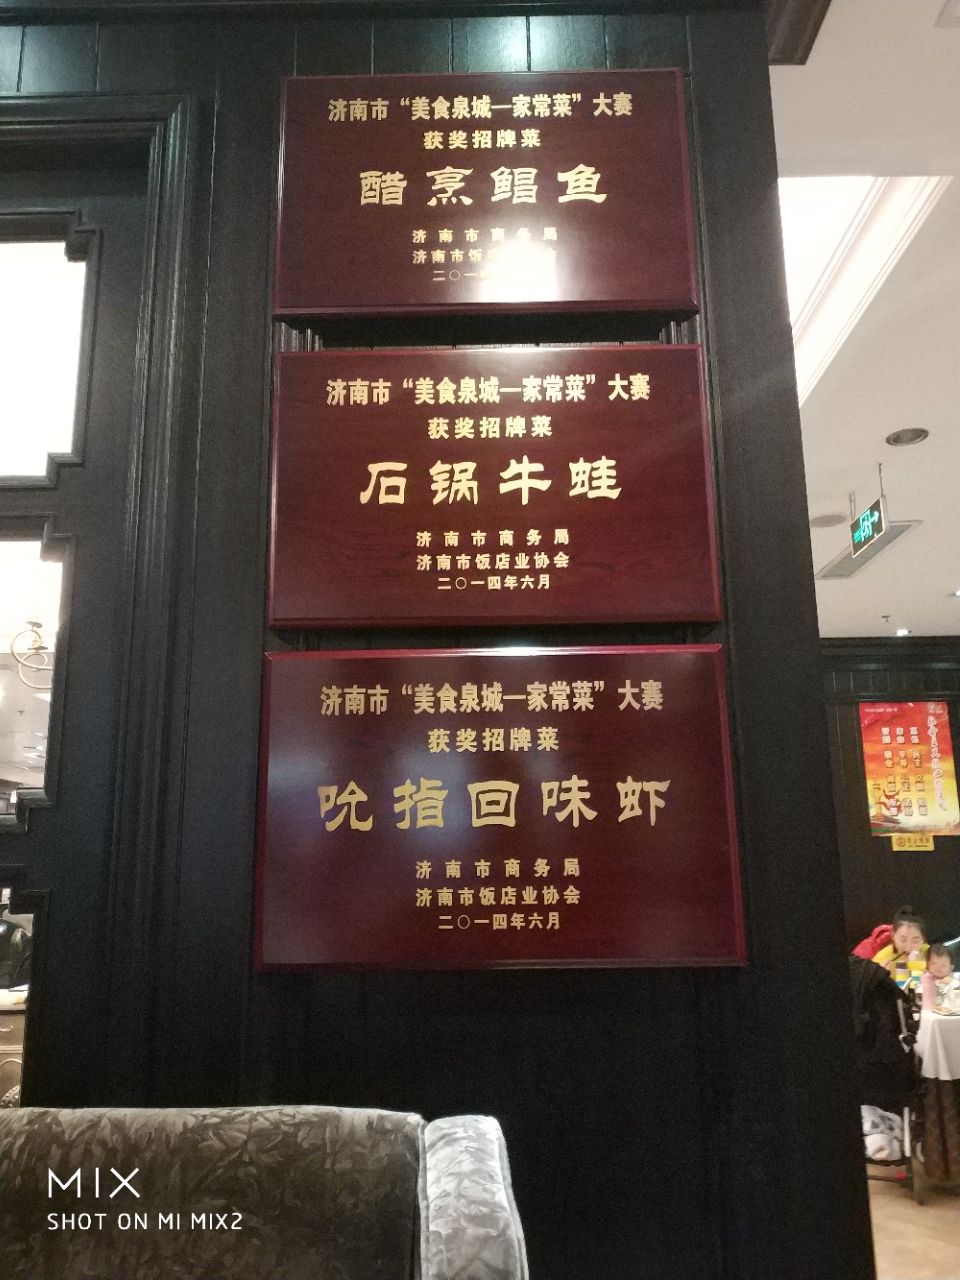 济南市“美食泉城—家常菜”大赛
获奖招牌菜
醋烹鲳鱼
济南市商务局
济南市饭
二〇一四
济南市“美食泉城—家常菜”大赛
获奖招牌菜
石锅牛蛙
济南市商务局
济南市饭店业协会
二〇一四年六月
济南市“美食泉城—家常菜”大赛
获奖招牌菜
吮指回味虾
济南市商务局
济南市饭店业协会
二〇一四年六月
MIX
SHOT ON MI MIX2